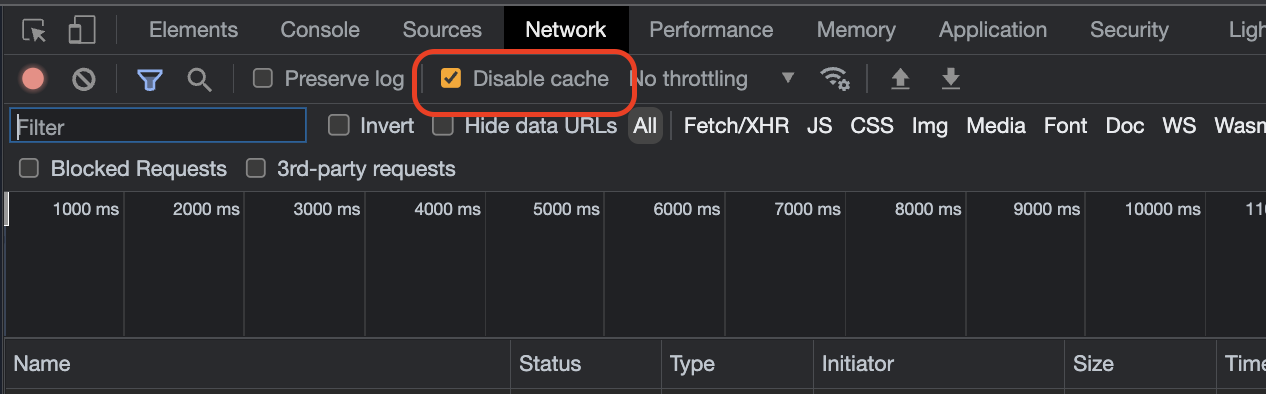 Elements Console Sources Network Performance Memory Application Security Ligh
Preserve log Disable cache No throttling
Filter Invert Hide data URLs All Fetch/XHR JS CSS Img Media Font Doc WS Wasm
Blocked Requests 3rd-party requests
1000 ms 2000 ms 3000 ms 4000 ms 5000 ms 6000 ms 7000 ms 8000 ms 9000 ms 10000 ms 110
Name Status Type Initiator Size Time